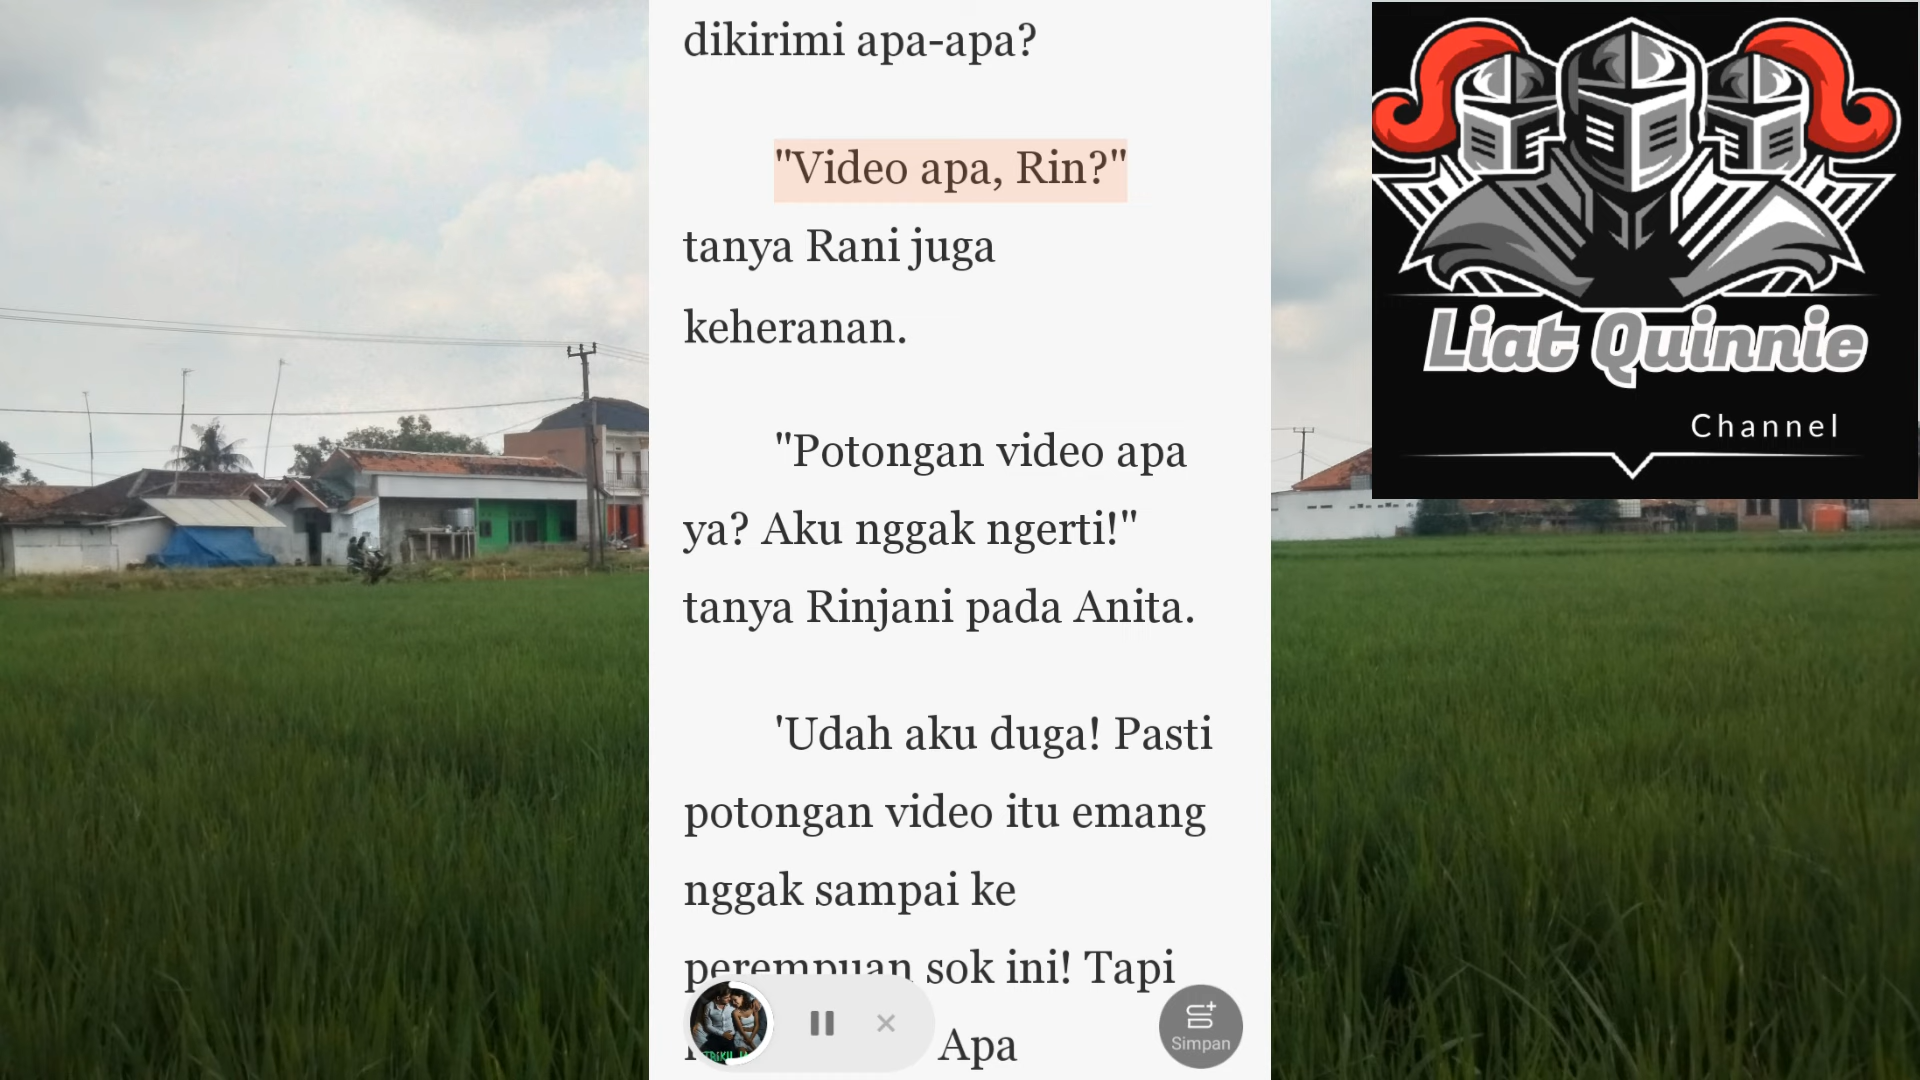 dikirimi apa-apa?
"Video apa, Rin?"
tanya Rani juga
keheranan.
"Potongan video apa
ya? Aku nggak ngerti!"
tanya Rinjani pada Anita.
'Udah aku duga! Pasti
potongan video itu emang
nggak sampai ke
perempuan sok ini! Tapi
Apa
Simpan
Liat Quinnie
Channel